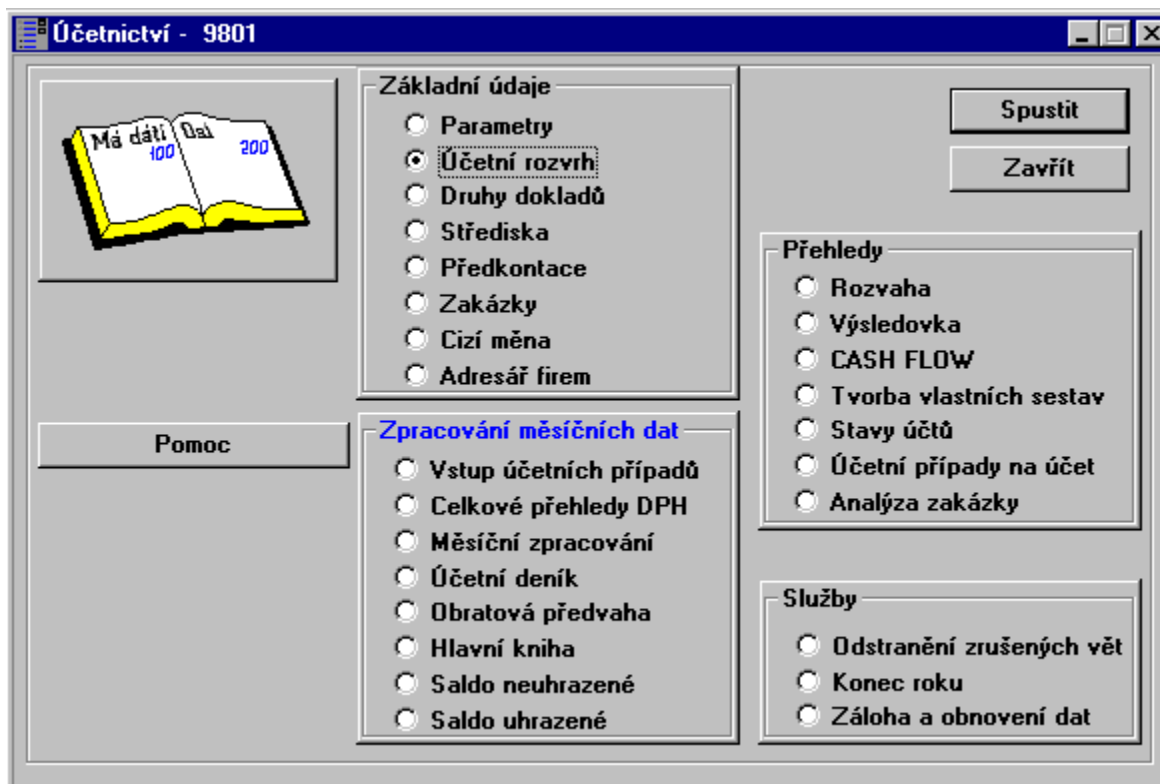 Účetnictví - 9801
Má dáti Dal
100 200
Základní údaje
Parametry
Účetní rozvrh
Druhy dokladů
Střediska
Předkontace
Zakázky
Cizí měna
Adresář firem
Spustit
Zavřít
Pomoc
Zpracování měsíčních dat
Vstup účetních případů
Celkové přehledy DPH
Měsíční zpracování
Účetní deník
Obratová předvaha
Hlavní kniha
Saldo neuhrazené
Saldo uhrazené
Přehledy
Rozvaha
Výsledovka
CASH FLOW
Tvorba vlastních sestav
Stavy účtů
Účetní případy na účet
Analýza zakázky
Služby
Odstranění zrušených vět
Konec roku
Záloha a obnovení dat